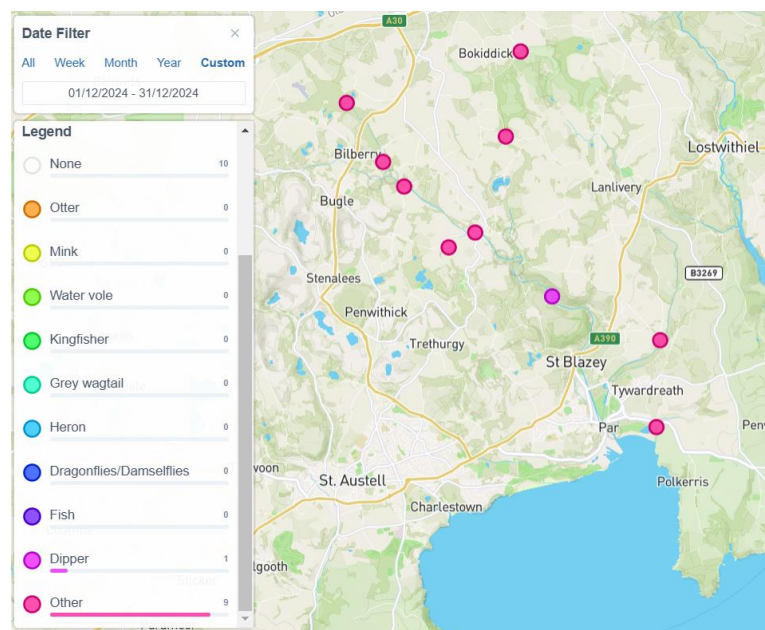 Date Filter ×
All Week Month Year Custom
01/12/2024 - 31/12/2024
Legend
None 10
Otter 0
Mink 0
Water vole 0
Kingfisher 0
Grey wagtail 0
Heron 0
Dragonflies/Damselflies 0
Fish 0
Dipper 1
Other 9
A30
Bokiddick
Lostwithiel
Bilberry
Lanlivery
Bugle
B3269
Stenalees
Penwithick
A390
Trethurgy
St Blazey
Tywardreath
Par
Pen
voon
St. Austell
Polkerris
Charlestown
lgooth